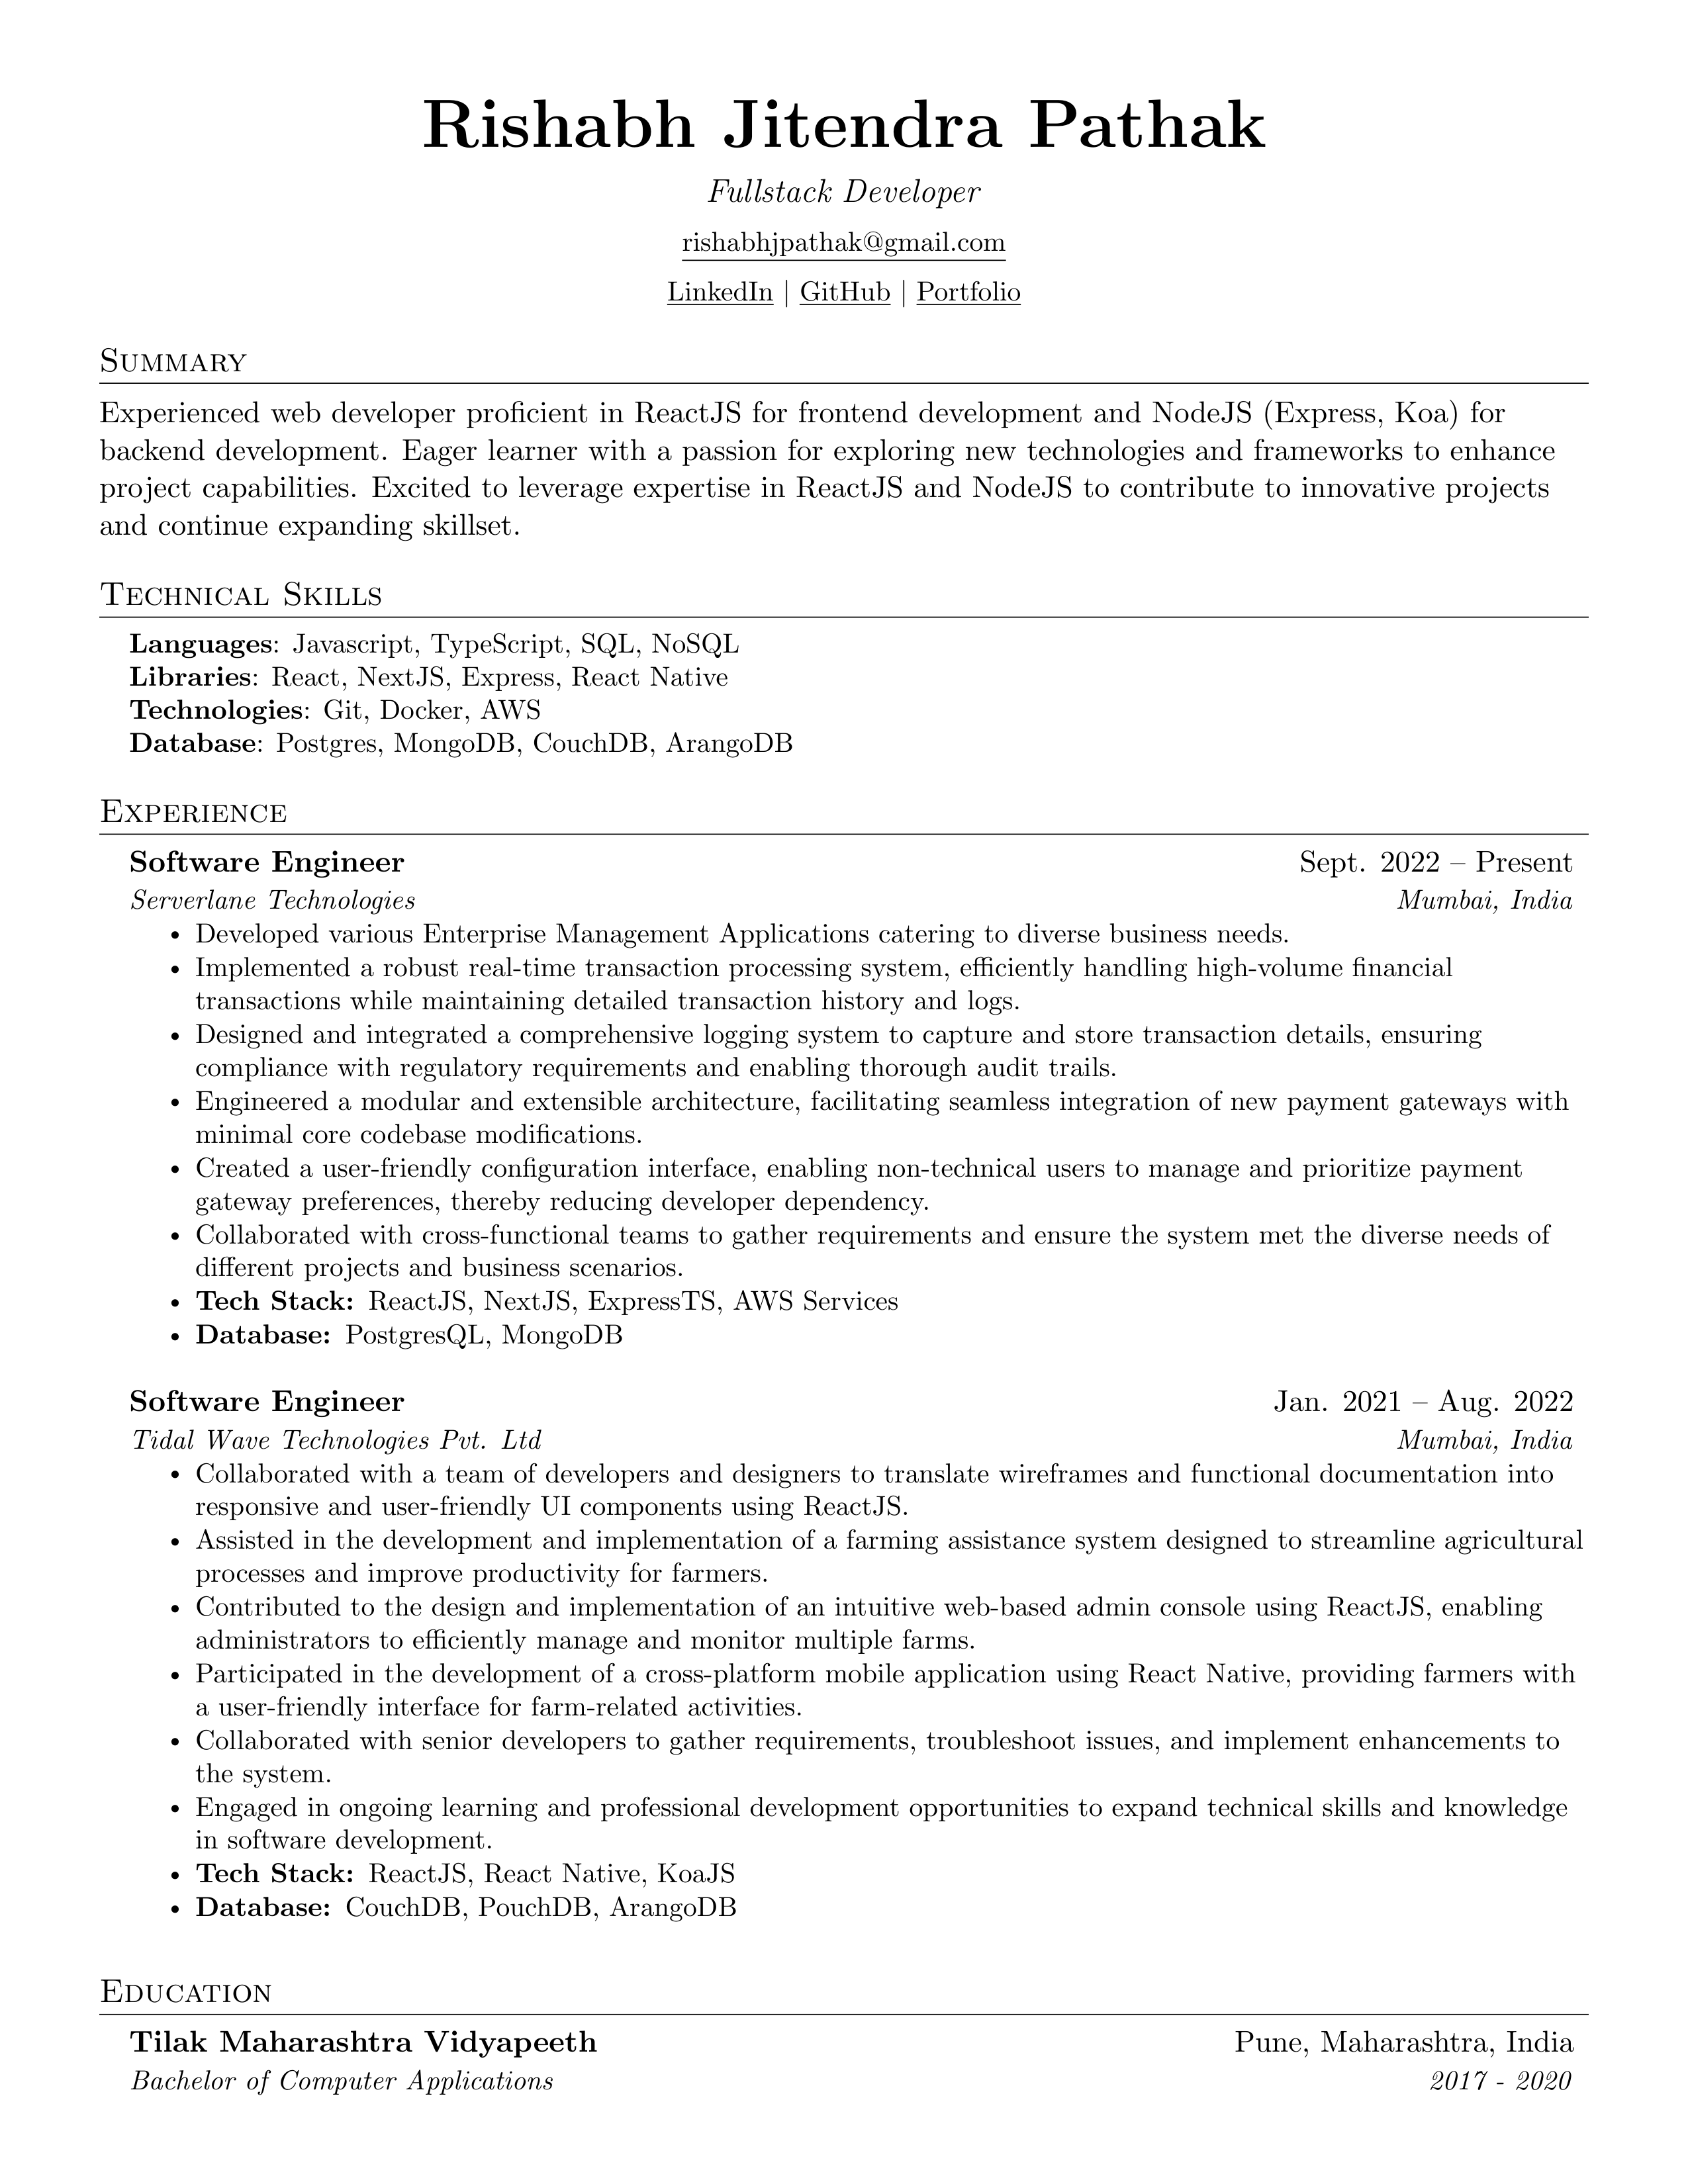 Rishabh Jitendra Pathak
Fullstack Developer
rishabhjpathak@gmail.com
LinkedIn | GitHub | Portfolio
Summary
Experienced web developer proficient in ReactJS for frontend development and NodeJS (Express, Koa) for
backend development. Eager learner with a passion for exploring new technologies and frameworks to enhance
project capabilities. Excited to leverage expertise in ReactJS and NodeJS to contribute to innovative projects
and continue expanding skillset.
Technical Skills
Languages: Javascript, TypeScript, SQL, NoSQL
Libraries: React, NextJS, Express, React Native
Technologies: Git, Docker, AWS
Database: Postgres, MongoDB, CouchDB, ArangoDB
Experience
Software Engineer Sept. 2022 – Present
Serverlane Technologies Mumbai, India
• Developed various Enterprise Management Applications catering to diverse business needs.
• Implemented a robust real-time transaction processing system, efficiently handling high-volume financial
transactions while maintaining detailed transaction history and logs.
• Designed and integrated a comprehensive logging system to capture and store transaction details, ensuring
compliance with regulatory requirements and enabling thorough audit trails.
• Engineered a modular and extensible architecture, facilitating seamless integration of new payment gateways with
minimal core codebase modifications.
• Created a user-friendly configuration interface, enabling non-technical users to manage and prioritize payment
gateway preferences, thereby reducing developer dependency.
• Collaborated with cross-functional teams to gather requirements and ensure the system met the diverse needs of
different projects and business scenarios.
• Tech Stack: ReactJS, NextJS, ExpressTS, AWS Services
• Database: PostgresQL, MongoDB
Software Engineer Jan. 2021 – Aug. 2022
Tidal Wave Technologies Pvt. Ltd Mumbai, India
• Collaborated with a team of developers and designers to translate wireframes and functional documentation into
responsive and user-friendly UI components using ReactJS.
• Assisted in the development and implementation of a farming assistance system designed to streamline agricultural
processes and improve productivity for farmers.
• Contributed to the design and implementation of an intuitive web-based admin console using ReactJS, enabling
administrators to efficiently manage and monitor multiple farms.
• Participated in the development of a cross-platform mobile application using React Native, providing farmers with
a user-friendly interface for farm-related activities.
• Collaborated with senior developers to gather requirements, troubleshoot issues, and implement enhancements to
the system.
• Engaged in ongoing learning and professional development opportunities to expand technical skills and knowledge
in software development.
• Tech Stack: ReactJS, React Native, KoaJS
• Database: CouchDB, PouchDB, ArangoDB
Education
Tilak Maharashtra Vidyapeeth Pune, Maharashtra, India
Bachelor of Computer Applications 2017 - 2020